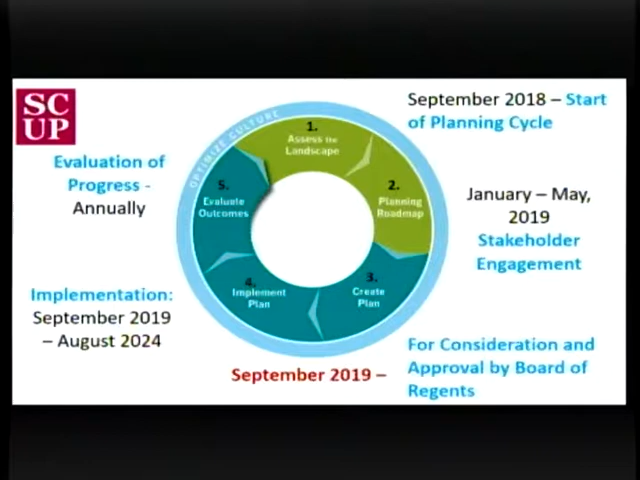 SC
UP
September 2018 – Start
of Planning Cycle
OPTIMIZE CULTURE
1.
Assess the
Landscape
2.
Planning
Roadmap
January – May,
2019
Stakeholder
Engagement
3.
Create
Plan
For Consideration and
Approval by Board of
Regents
September 2019 –
4.
Implement
Plan
Implementation:
September 2019
– August 2024
5.
Evaluate
Outcomes
Evaluation of
Progress -
Annually